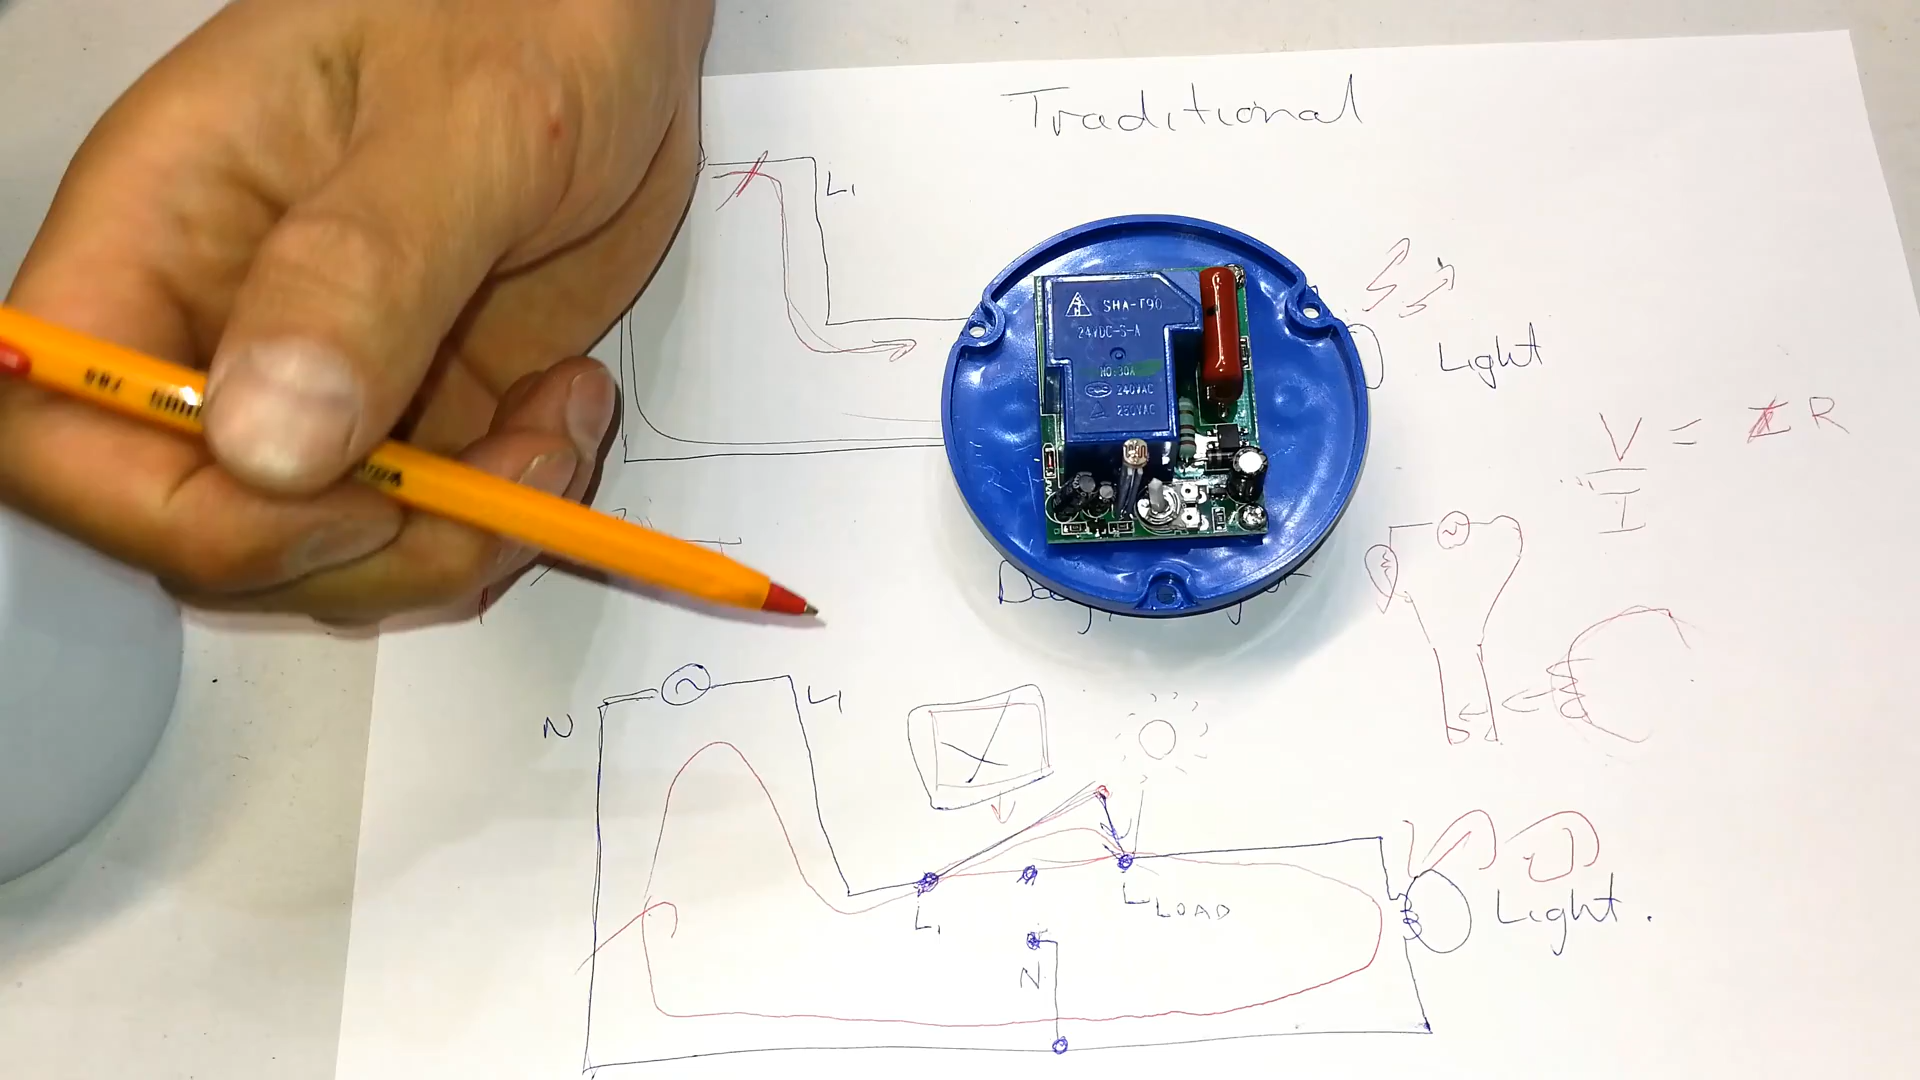 Traditional
L1
SHA-T90
24VDC-S-A
NO:30A
240VAC
250VAC
Light
V = I R
V
I
N
L1
L1
L LOAD
N
Light.